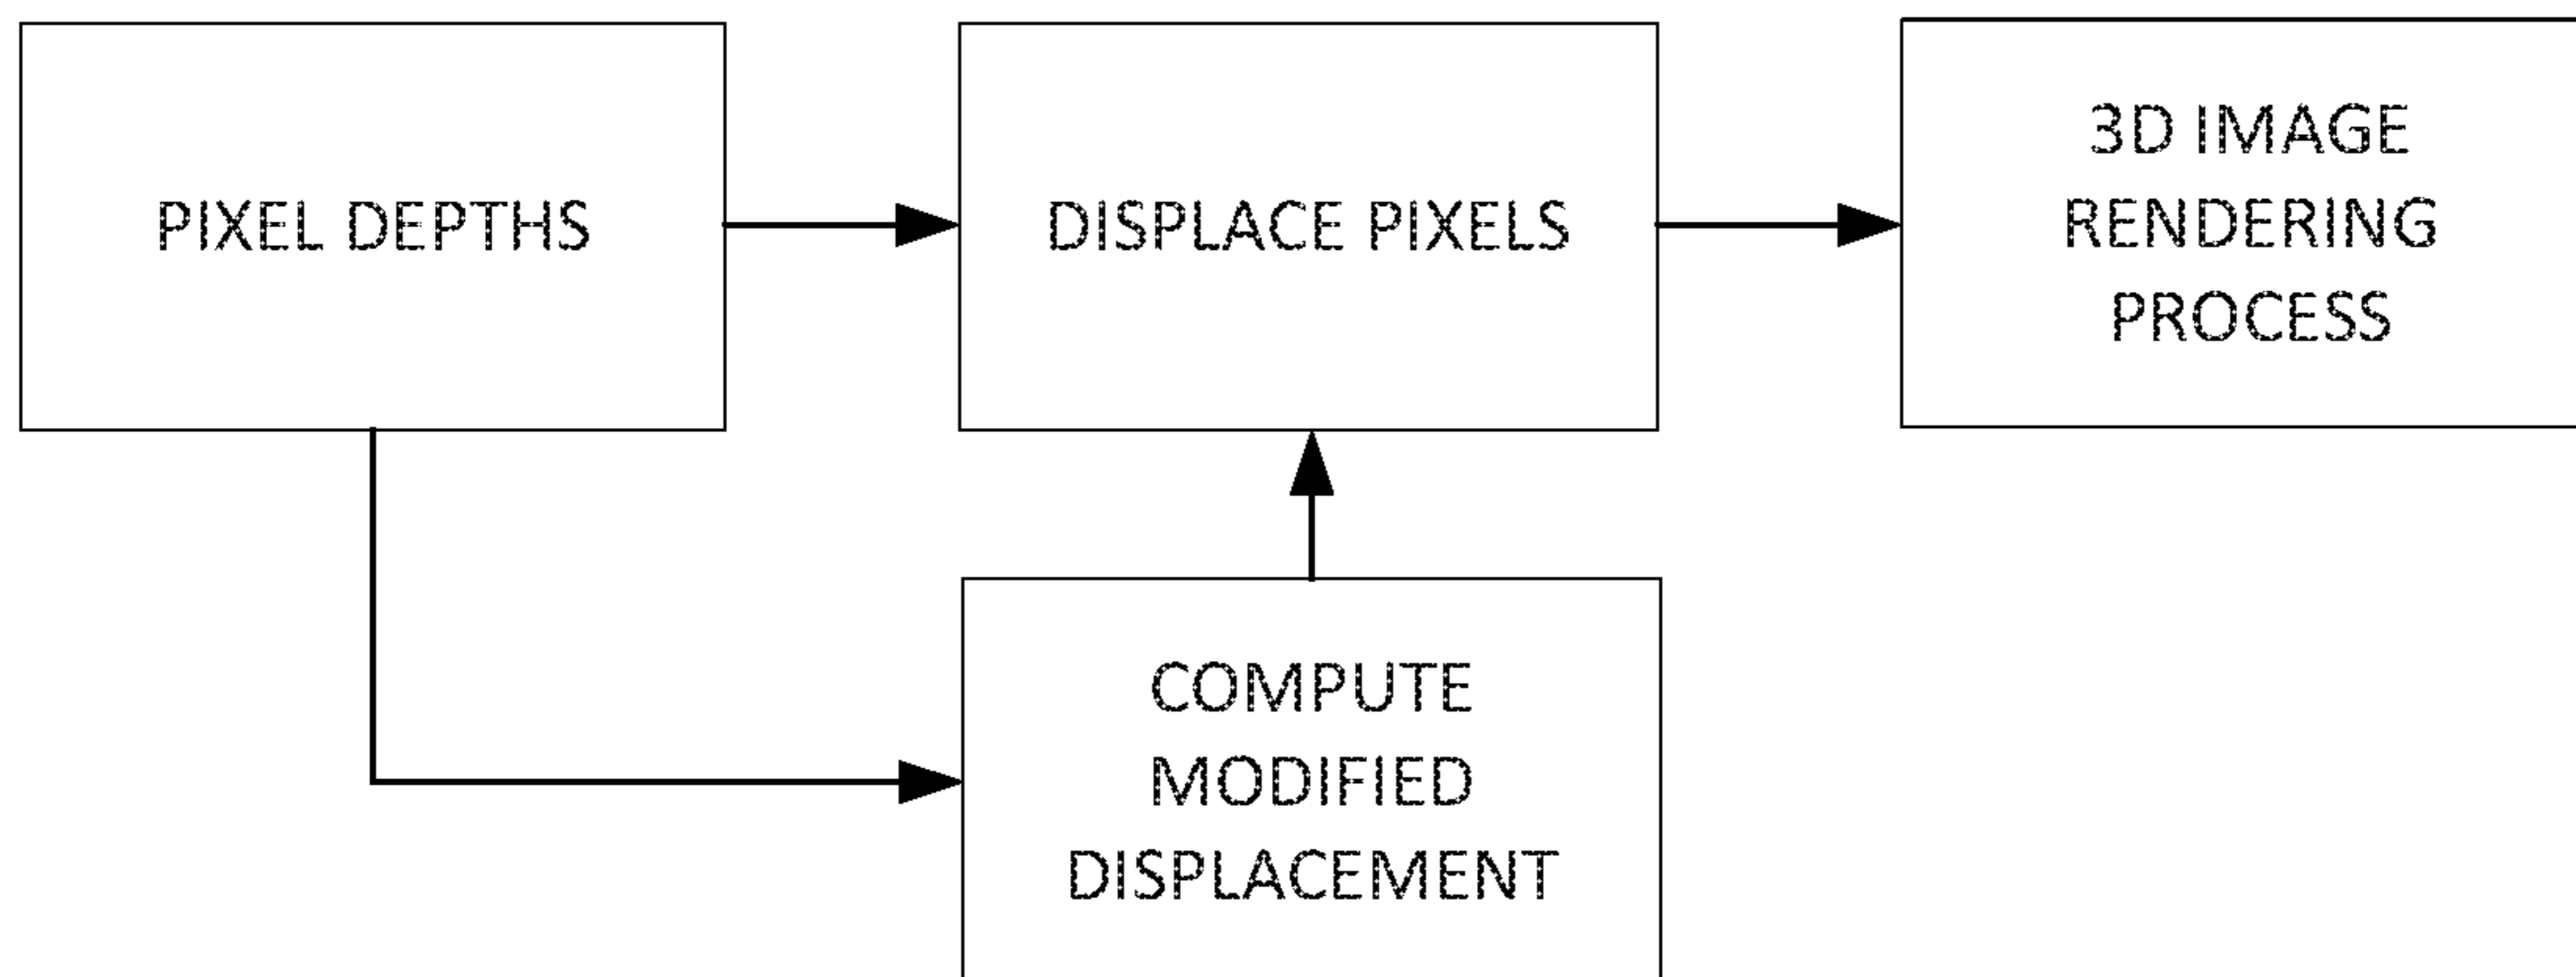 PIXEL DEPTHS
DISPLACE PIXELS
3D IMAGE
RENDERING
PROCESS
COMPUTE
MODIFIED
DISPLACEMENT